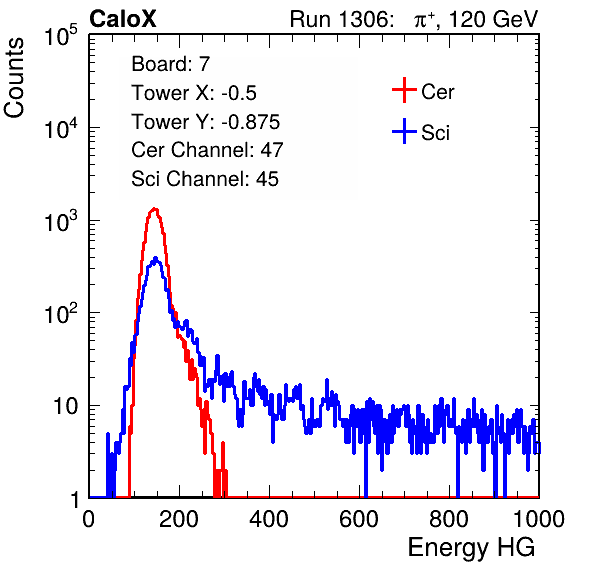 CaloX Run 1306: π⁺, 120 GeV
Board: 7
Tower X: -0.5
Tower Y: -0.875
Cer Channel: 47
Sci Channel: 45
Cer
Sci
Counts
10⁵
10⁴
10³
10²
10
1
0 200 400 600 800 1000
Energy HG